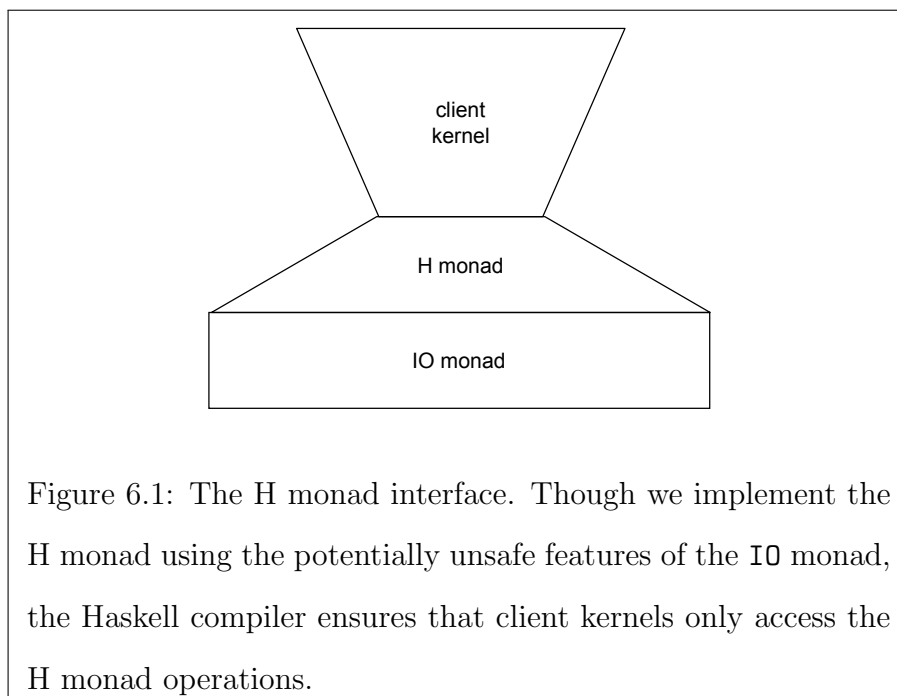 client
kernel
H monad
IO monad
Figure 6.1: The H monad interface. Though we implement the
H monad using the potentially unsafe features of the IO monad,
the Haskell compiler ensures that client kernels only access the
H monad operations.